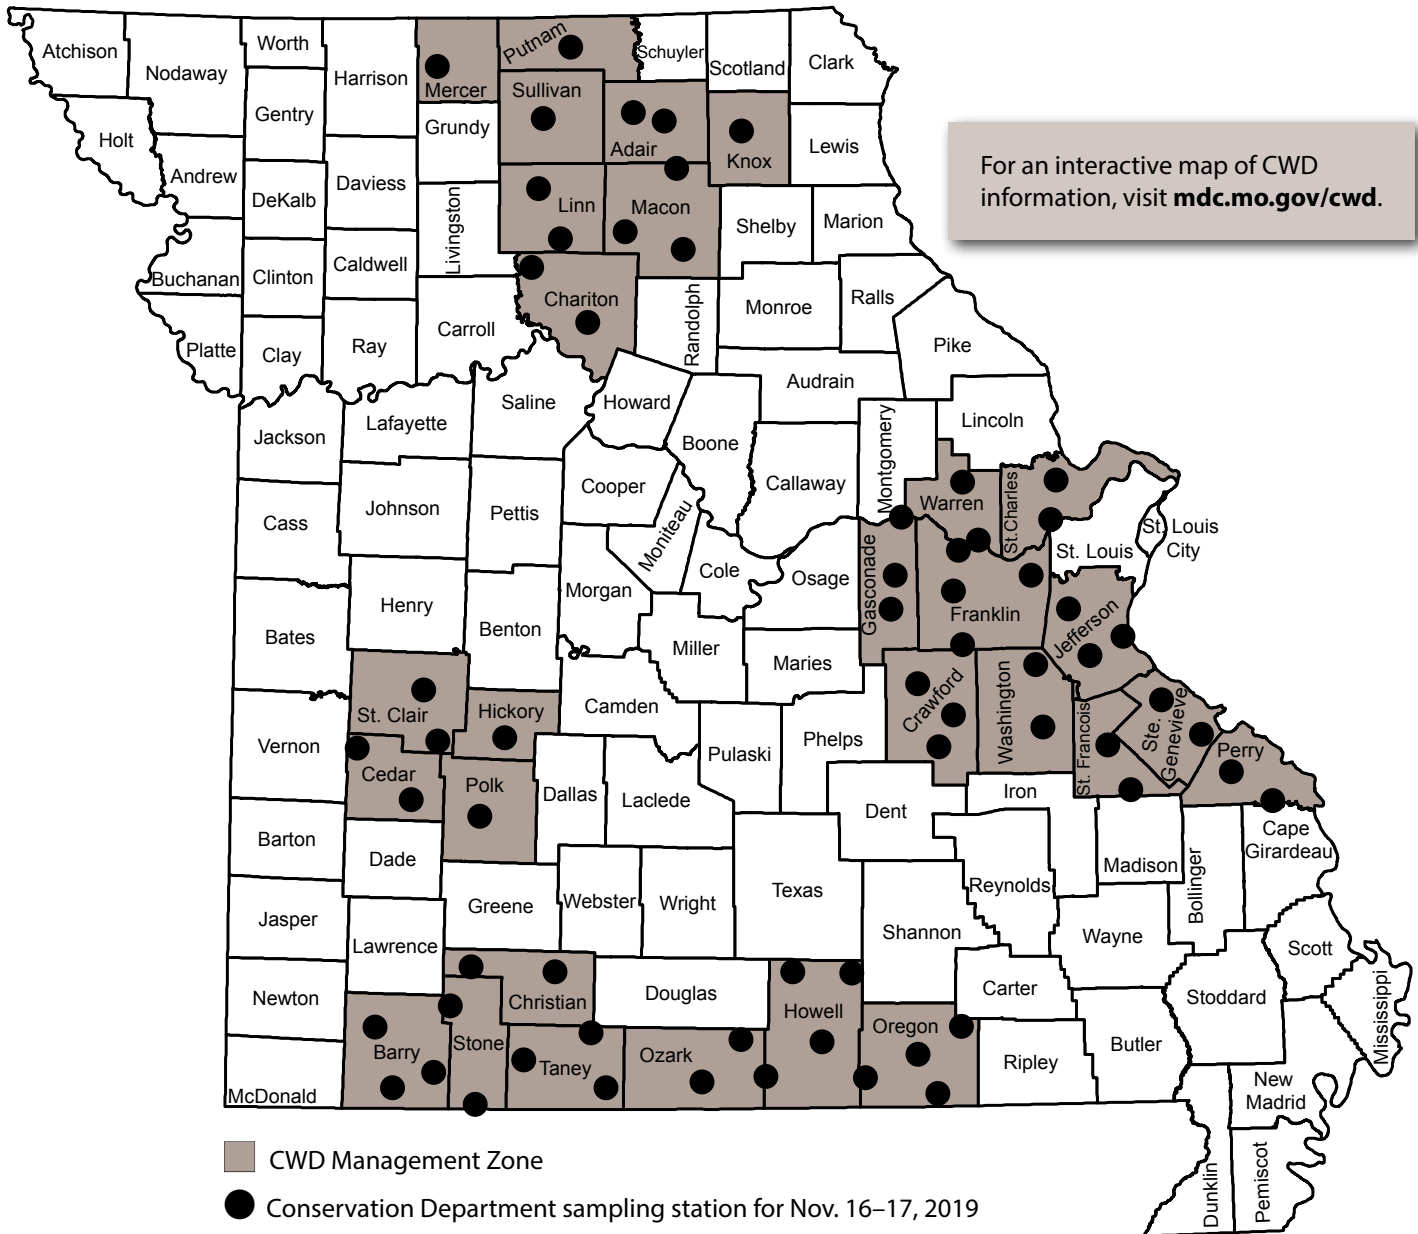 Atchison
Nodaway
Worth
Harrison
Mercer
Putnam
Schuyler
Scotland
Clark
Holt
Gentry
Grundy
Sullivan
Adair
Knox
Lewis
For an interactive map of CWD
information, visit mdc.mo.gov/cwd.
Andrew
DeKalb
Daviess
Livingston
Linn
Macon
Shelby
Marion
Buchanan
Clinton
Caldwell
Chariton
Randolph
Monroe
Ralls
Platte
Clay
Ray
Carroll
Pike
Audrain
Saline
Howard
Jackson
Lafayette
Boone
Montgomery
Lincoln
Cooper
Callaway
Warren
St.Charles
Cass
Johnson
Pettis
Moniteau
St. Louis
City
St. Louis
Cole
Osage
Gasconade
Henry
Morgan
Franklin
Jefferson
Bates
Benton
Miller
Maries
St. Clair
Hickory
Camden
Crawford
Washington
St. Francois
Ste.
Genevieve
Vernon
Pulaski
Phelps
Perry
Cedar
Polk
Dallas
Laclede
Iron
Dent
Barton
Dade
Cape
Girardeau
Madison
Bollinger
Reynolds
Jasper
Greene
Webster
Wright
Texas
Lawrence
Shannon
Wayne
Scott
Newton
Christian
Douglas
Howell
Carter
Stoddard
Mississippi
Barry
Stone
Taney
Ozark
Oregon
Ripley
Butler
McDonald
New
Madrid
Dunklin
Pemiscot
CWD Management Zone
Conservation Department sampling station for Nov. 16–17, 2019